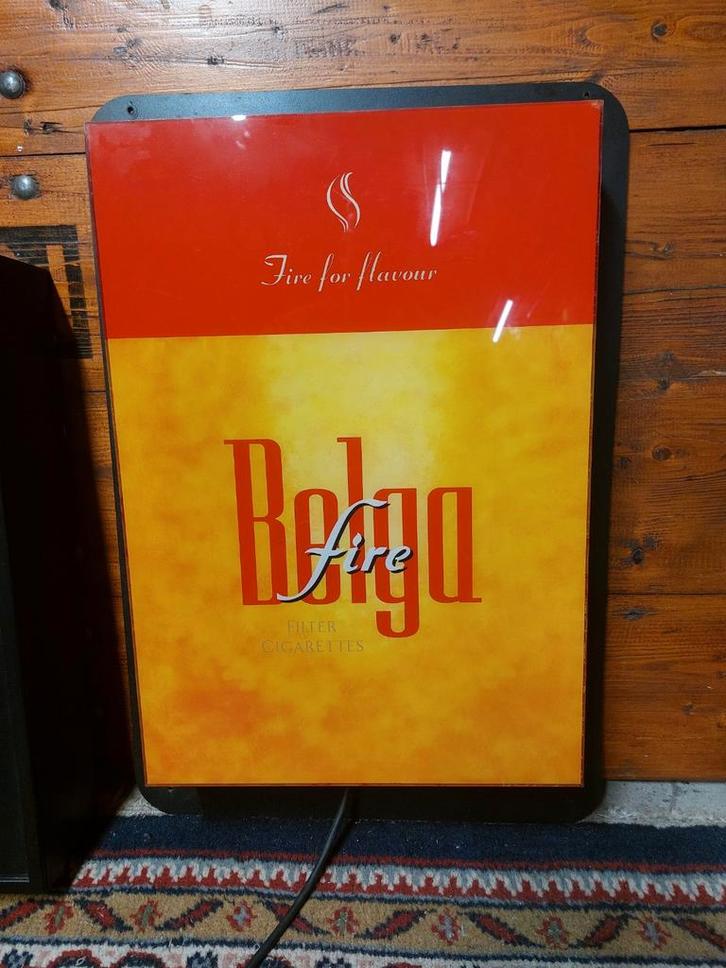 Fire for flavour
Belga
fire
FILTER
CIGARETTES